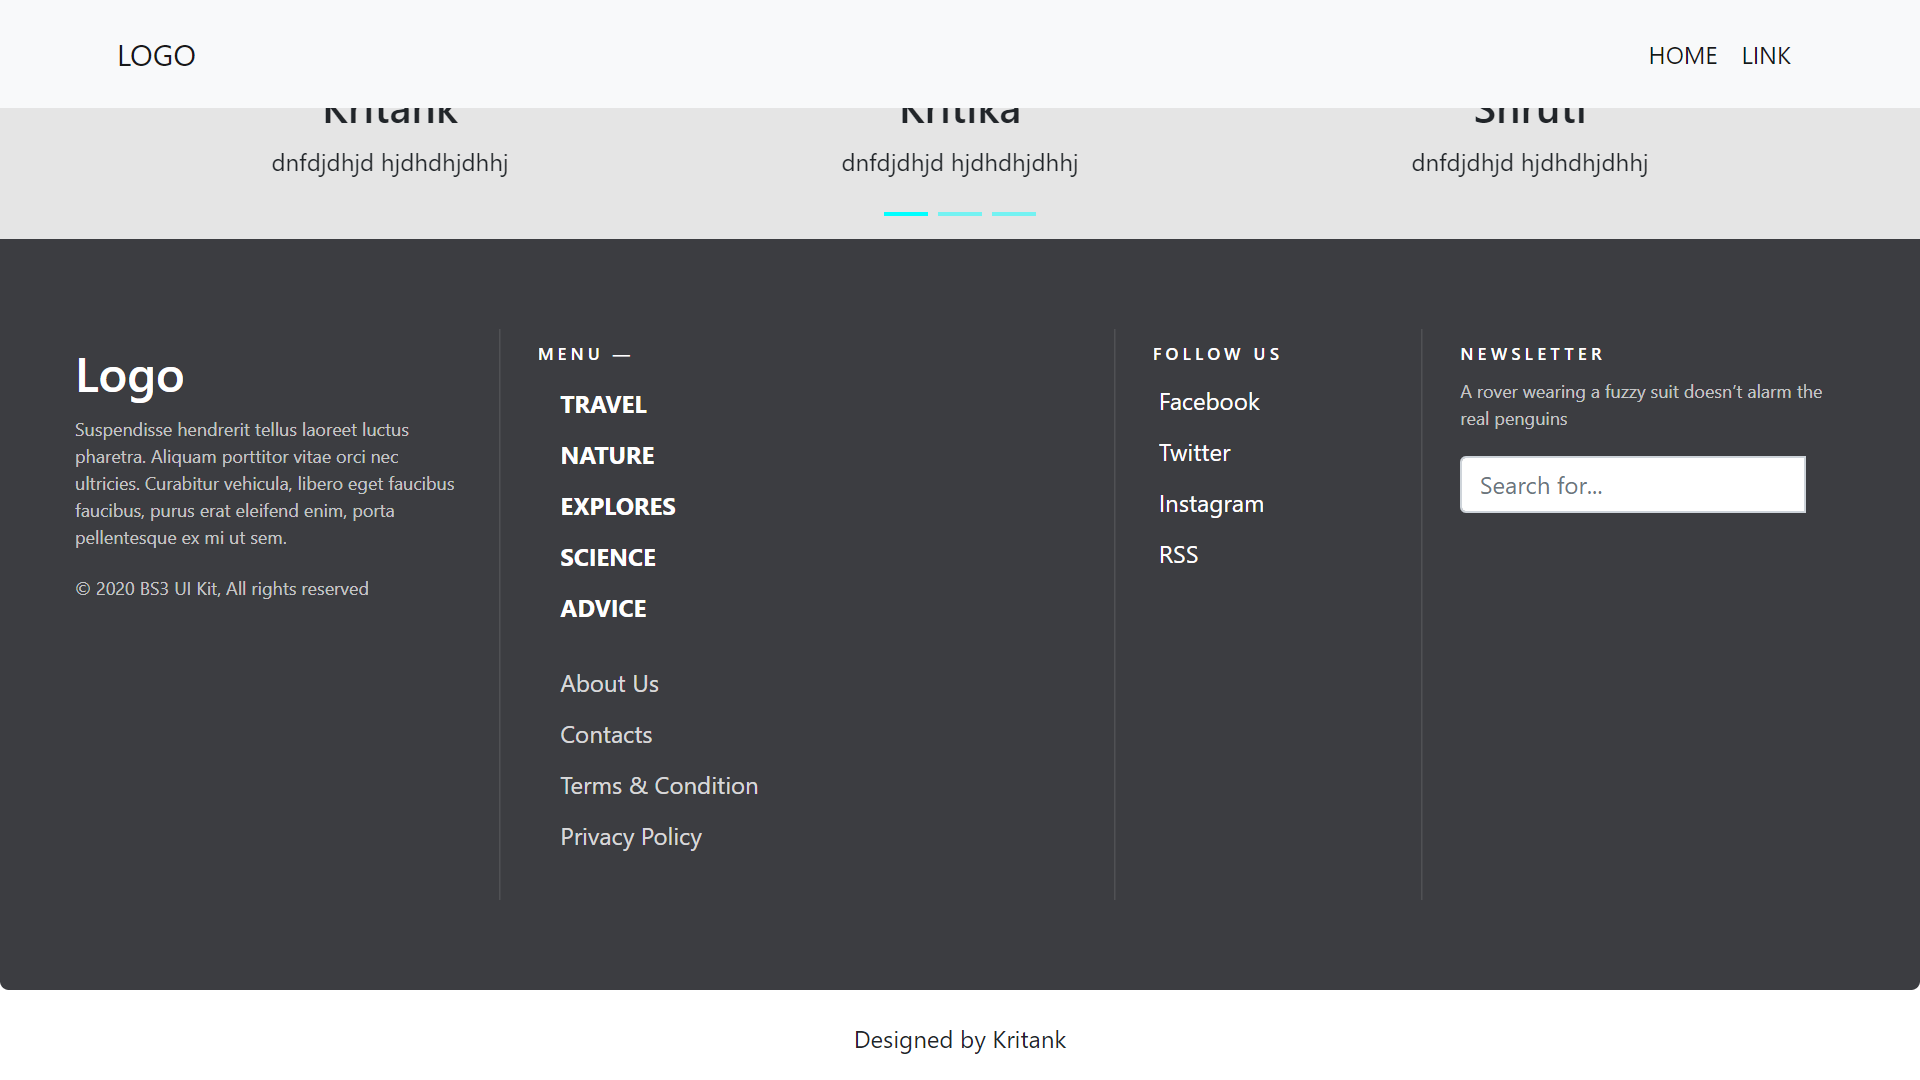 LOGO
HOME LINK
Kritank
Kritika
Shruti
dnfdjdhjd hjdhdhjdhhj
dnfdjdhjd hjdhdhjdhhj
dnfdjdhjd hjdhdhjdhhj
Logo
Suspendisse hendrerit tellus laoreet luctus
pharetra. Aliquam porttitor vitae orci nec
ultricies. Curabitur vehicula, libero eget faucibus
faucibus, purus erat eleifend enim, porta
pellentesque ex mi ut sem.
© 2020 BS3 UI Kit, All rights reserved
MENU —
TRAVEL
NATURE
EXPLORES
SCIENCE
ADVICE
About Us
Contacts
Terms & Condition
Privacy Policy
FOLLOW US
Facebook
Twitter
Instagram
RSS
NEWSLETTER
A rover wearing a fuzzy suit doesn’t alarm the
real penguins
Search for...
Designed by Kritank